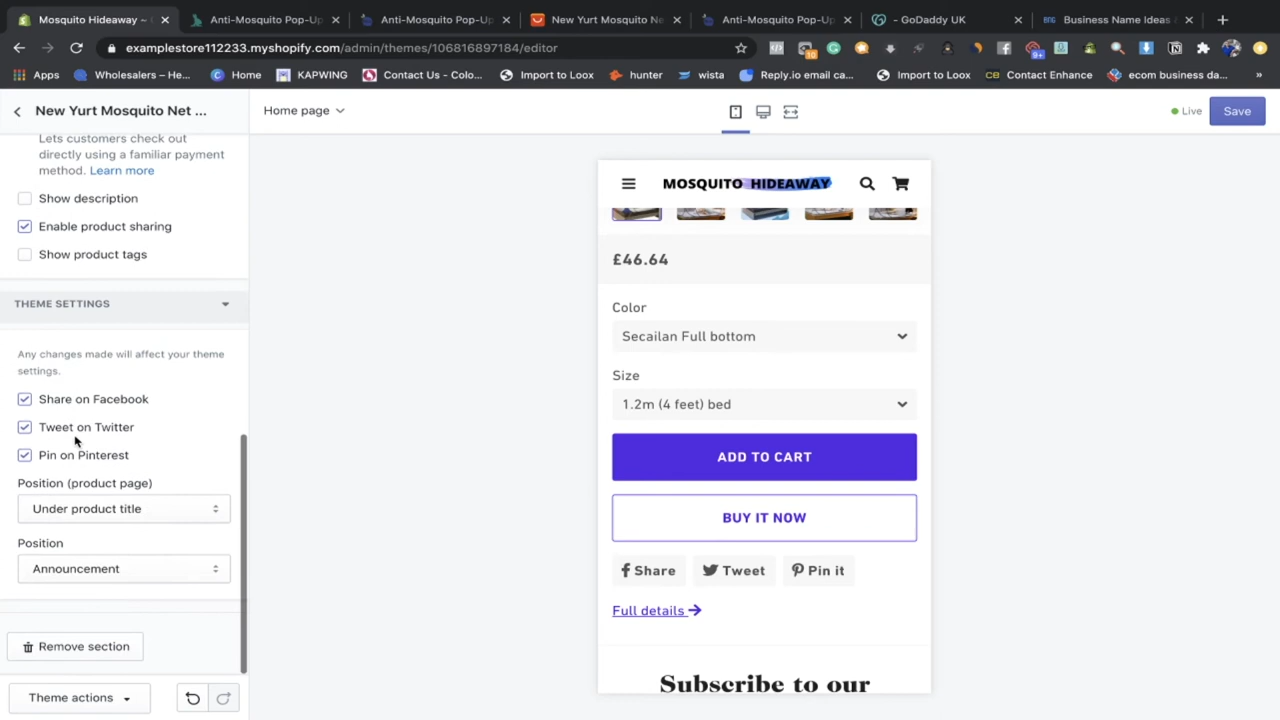 Mosquito Hideaway ~
Anti-Mosquito Pop-Up
Anti-Mosquito Pop-Up
New Yurt Mosquito Ne
Anti-Mosquito Pop-Up
- GoDaddy UK
BNG
Business Name Ideas
examplestore112233.myshopify.com/admin/themes/106816897184/editor
10
9+
Apps
Wholesalers – He...
Home
KAPWING
Contact Us - Colo...
Import to Loox
hunter
wista
Reply.io email ca...
Import to Loox
CB
Contact Enhance
ecom business da...
»
New Yurt Mosquito Net ...
Home page
Live
Save
Lets customers check out
directly using a familiar payment
method. Learn more
Show description
Enable product sharing
Show product tags
THEME SETTINGS
Any changes made will affect your theme
settings.
Share on Facebook
Tweet on Twitter
Pin on Pinterest
Position (product page)
Under product title
Position
Announcement
Remove section
Theme actions
MOSQUITO HIDEAWAY
£46.64
Color
Secailan Full bottom
Size
1.2m (4 feet) bed
ADD TO CART
BUY IT NOW
Share
Tweet
Pin it
Full details
Subscribe to our